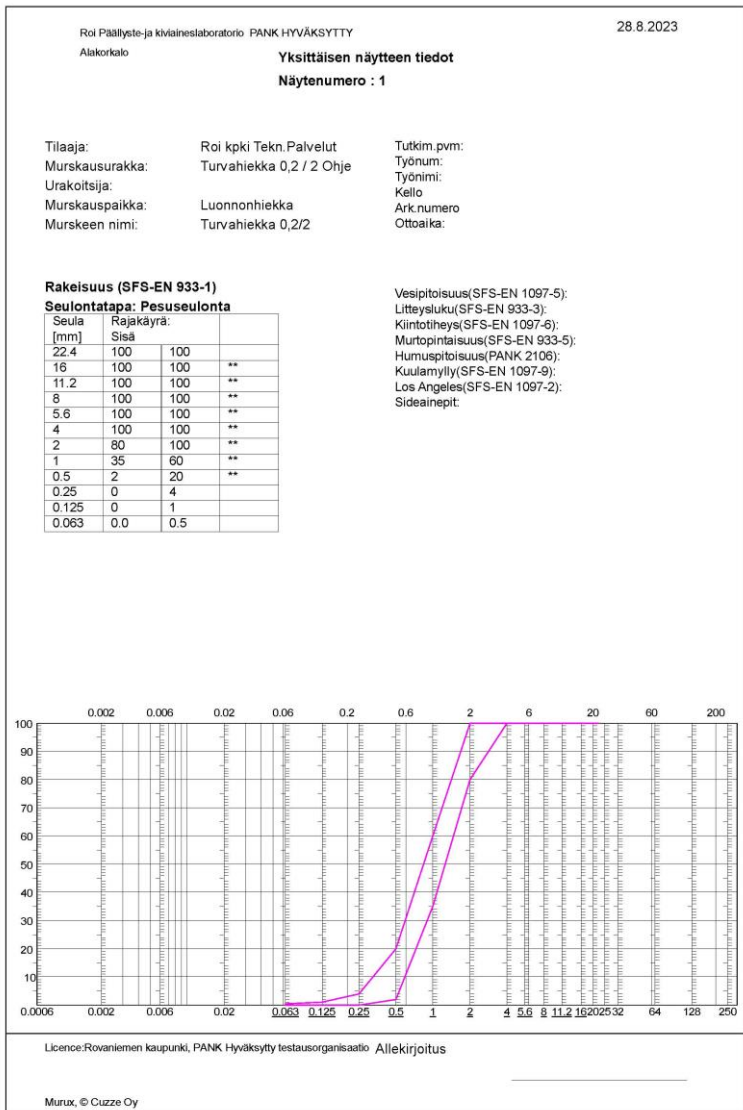 Roi Päällyste-ja kiviaineslaboratorio PANK HYVÄKSYTTY
28.8.2023
Alakorkalo
Yksittäisen näytteen tiedot
Näytenumero : 1
Tilaaja: Roi kpki Tekn.Palvelut
Murskausurakka: Turvahiekka 0,2 / 2 Ohje
Urakoitsija:
Murskauspaikka: Luonnonhiekka
Murskeen nimi: Turvahiekka 0,2/2
Tutkim.pvm:
Työnum:
Työnimi:
Kello
Ark.numero
Ottoaika:
Rakeisuus (SFS-EN 933-1)
Seulontatapa: Pesuseulonta
Seula Rajakäyrä:
[mm] Sisä
22.4 100 100
16 100 100 **
11.2 100 100 **
8 100 100 **
5.6 100 100 **
4 100 100 **
2 80 100 **
1 35 60 **
0.5 2 20 **
0.25 0 4
0.125 0 1
0.063 0.0 0.5
Vesipitoisuus(SFS-EN 1097-5):
Litteysluku(SFS-EN 933-3):
Kiintotiheys(SFS-EN 1097-6):
Murtopintaisuus(SFS-EN 933-5):
Humuspitoisuus(PANK 2106):
Kuulamylly(SFS-EN 1097-9):
Los Angeles(SFS-EN 1097-2):
Sideainepit:
0.002 0.006 0.02 0.06 0.2 0.6 2 6 20 60 200
100
90
80
70
60
50
40
30
20
10
0.0006 0.002 0.006 0.02 0.063 0.125 0.25 0.5 1 2 4 5.6 8 11.2 16 20 25 32 64 128 250
Licence:Rovaniemen kaupunki, PANK Hyväksytty testausorganisaatio Allekirjoitus
Murux, © Cuzze Oy